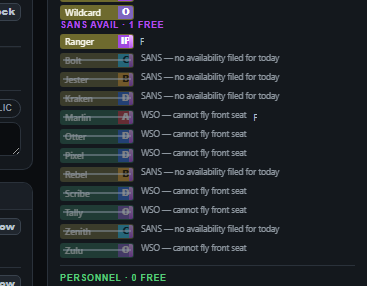 ock
Wildcard O
SANS AVAIL · 1 FREE
Ranger IP F
Bolt C SANS — no availability filed for today
Jester B SANS — no availability filed for today
Kraken D SANS — no availability filed for today
LIC
Marlin A WSO — cannot fly front seat F
Otter D WSO — cannot fly front seat
Pixel D WSO — cannot fly front seat
Rebel B SANS — no availability filed for today
Scribe D WSO — cannot fly front seat
Tally O WSO — cannot fly front seat
ow
Zenith C SANS — no availability filed for today
Zulu O WSO — cannot fly front seat
PERSONNEL · 0 FREE
ow